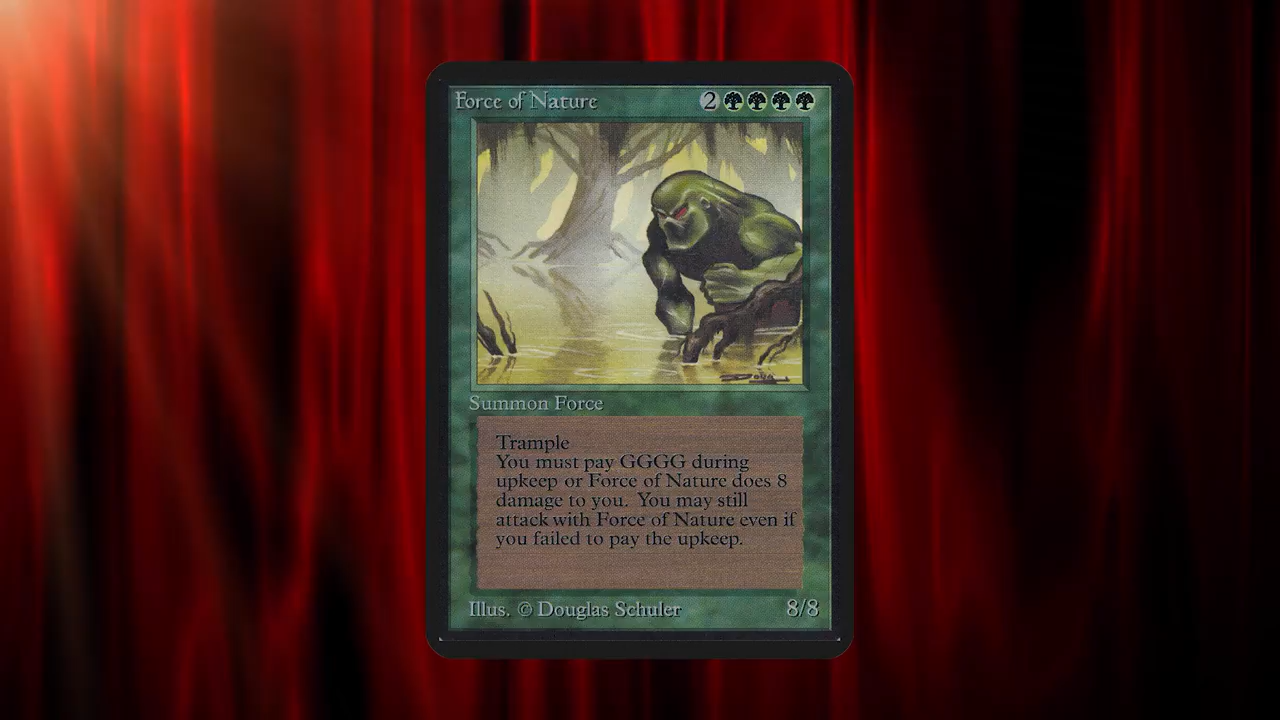 Force of Nature 2
Summon Force
Trample
You must pay GGGG during
upkeep or Force of Nature does 8
damage to you. You may still
attack with Force of Nature even if
you failed to pay the upkeep.
Illus. © Douglas Schuler 8/8